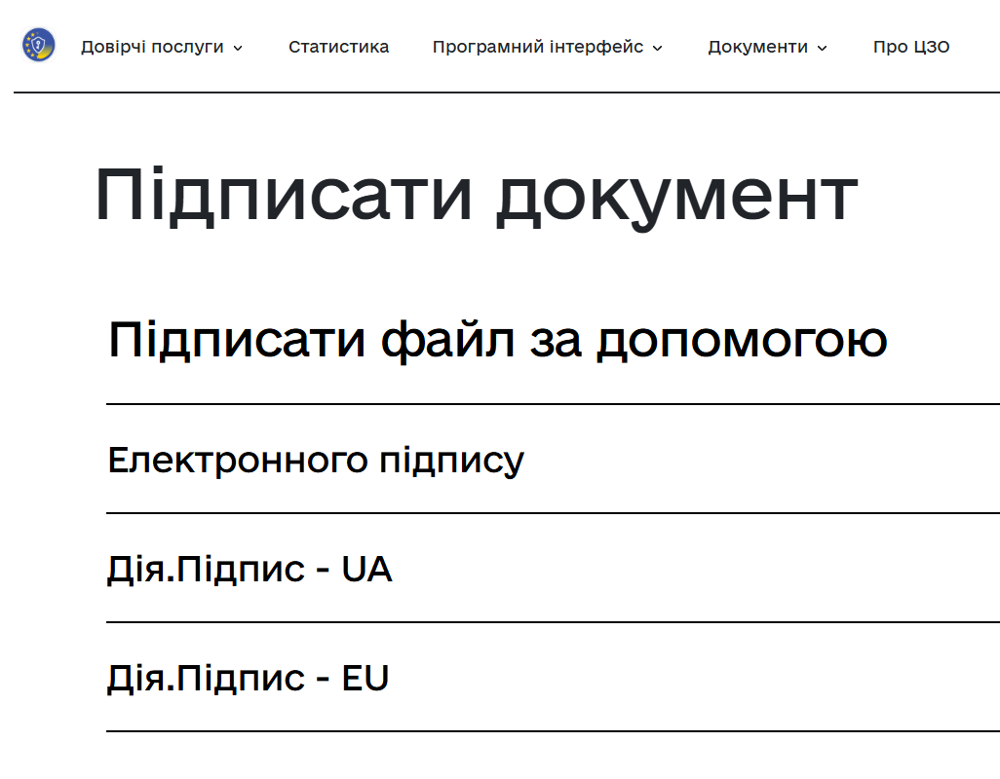 Довірчі послуги Статистика Програмний інтерфейс Документи Про ЦЗО
Підписати документ
Підписати файл за допомогою
Електронного підпису
Дія.Підпис - UA
Дія.Підпис - EU